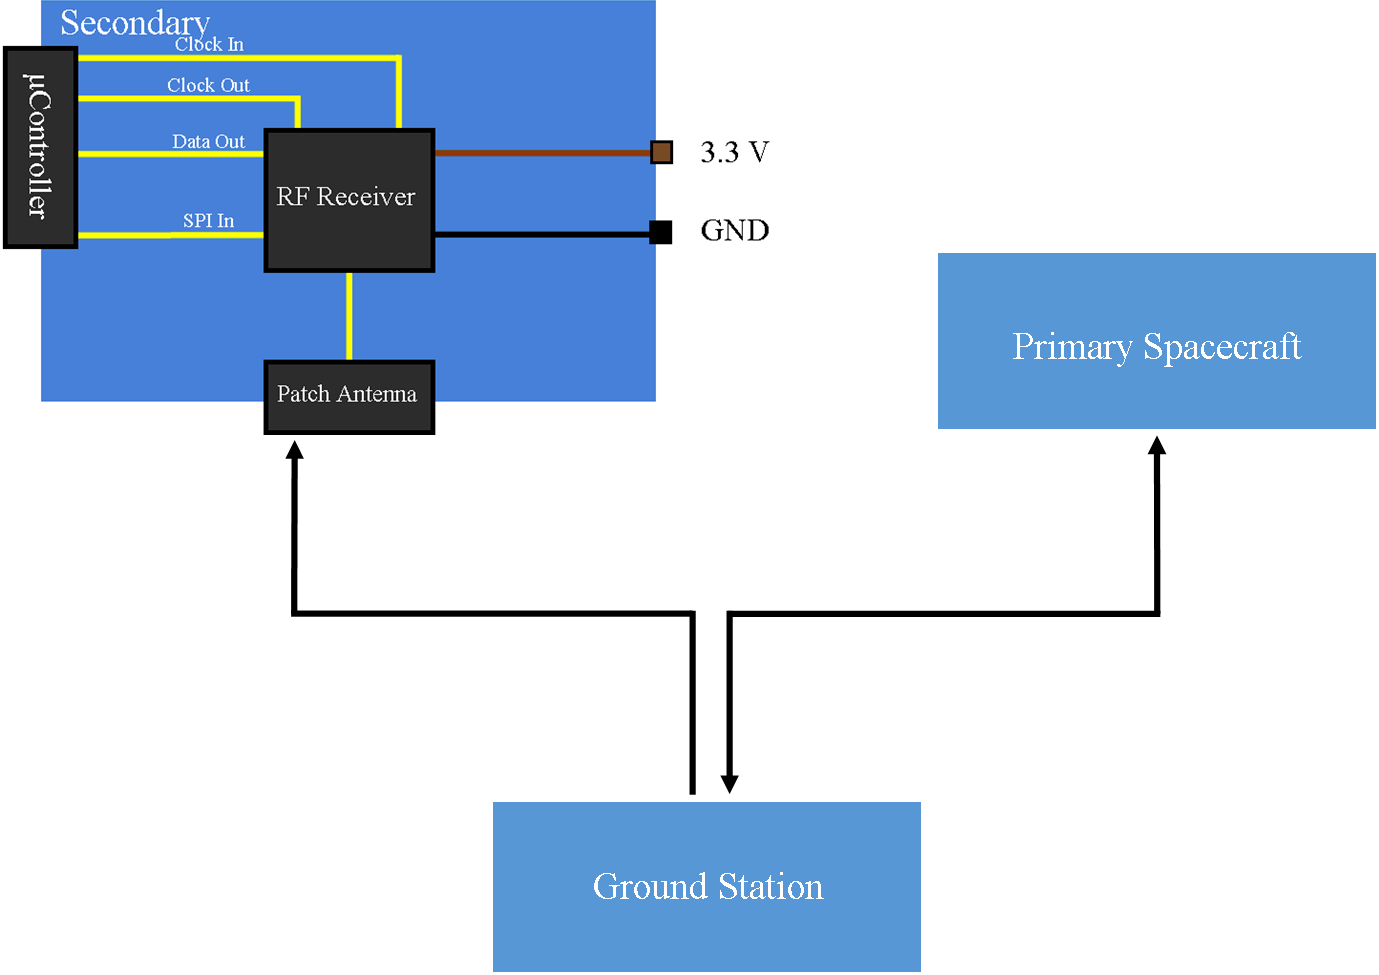 Secondary
Clock In
Clock Out
Data Out
SPI In
µController
RF Receiver
3.3 V
GND
Patch Antenna
Primary Spacecraft
Ground Station